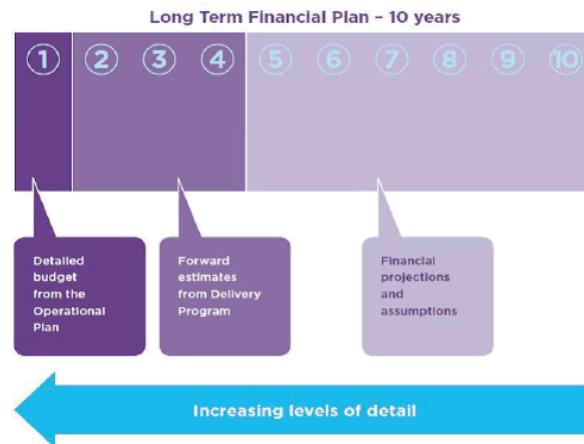 Long Term Financial Plan – 10 years
1 2 3 4 5 6 7 8 9 10
Detailed
budget
from the
Operational
Plan
Forward
estimates
from Delivery
Program
Financial
projections
and
assumptions
Increasing levels of detail